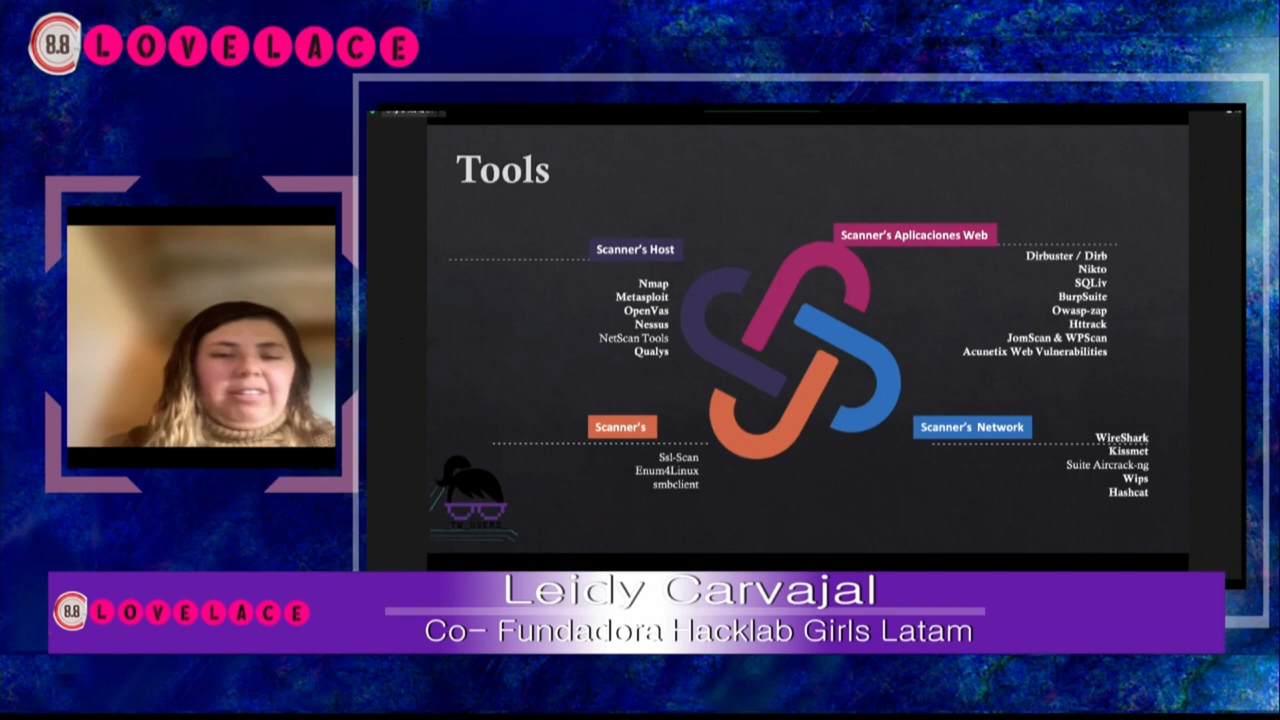 8.8 LOVELACE
Tools
Scanner's Host
Nmap
Metasploit
OpenVas
Nessus
NetScan Tools
Qualys
Scanner's Aplicaciones Web
Dirbuster / Dirb
Nikto
SQLiv
BurpSuite
Owasp-zap
Httrack
JomScan & WPScan
Acunetix Web Vulnerabilities
Scanner's
Ssl-Scan
Enum4Linux
smbclient
Scanner's Network
WireShark
Kissmet
Suite Aircrack-ng
Wips
Hashcat
8.8 LOVELACE
Leidy Carvajal
Co- Fundadora Hacklab Girls Latam